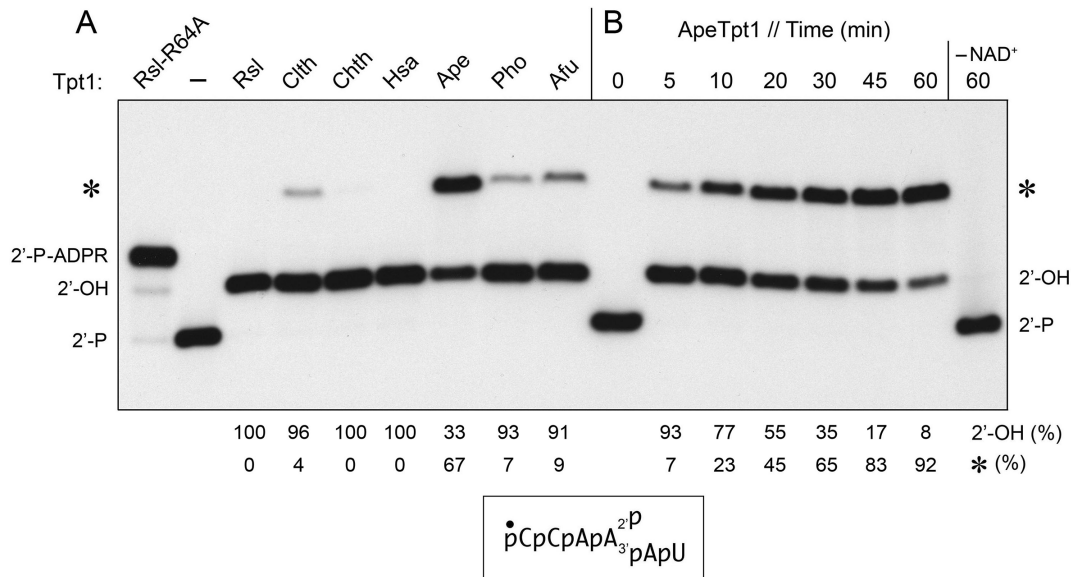 A
B
ApeTpt1 // Time (min)
Tpt1: Rsl-R64A – Rsl Clth Chth Hsa Ape Pho Afu 0 5 10 20 30 45 60 –NAD⁺ 60
* *
2'-P-ADPR
2'-OH 2'-OH
2'-P 2'-P
100 96 100 100 33 93 91 93 77 55 35 17 8 2'-OH (%)
0 4 0 0 67 7 9 7 23 45 65 83 92 * (%)
•pCpCpApA 2'p
3'pApU